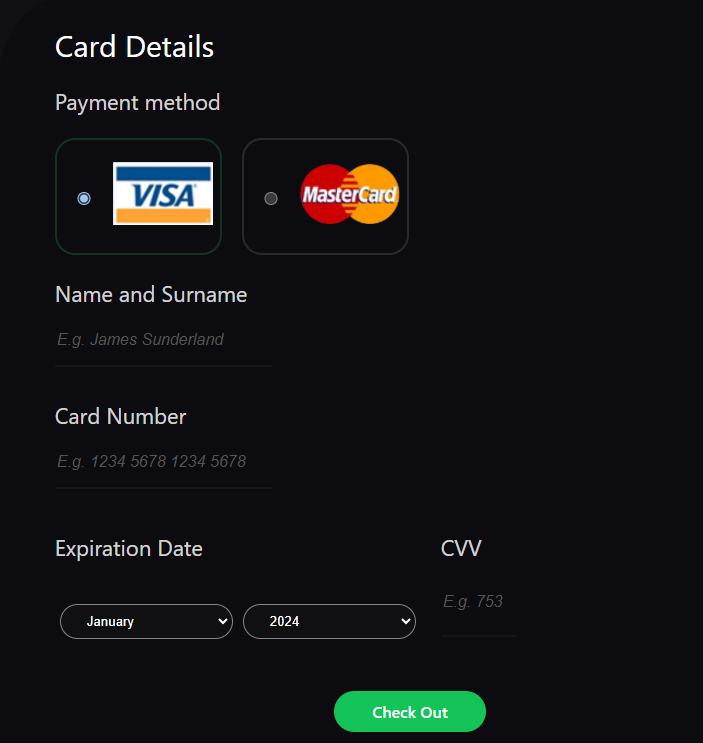 Card Details
Payment method
VISA
MasterCard
Name and Surname
E.g. James Sunderland
Card Number
E.g. 1234 5678 1234 5678
Expiration Date
CVV
January
2024
E.g. 753
Check Out